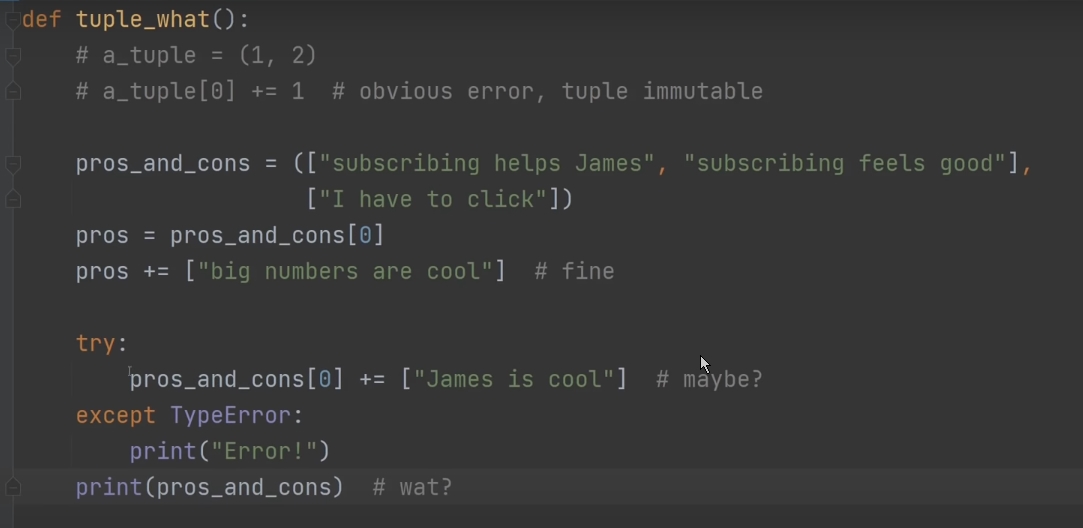 def tuple_what():
    # a_tuple = (1, 2)
    # a_tuple[0] += 1  # obvious error, tuple immutable
    pros_and_cons = (["subscribing helps James", "subscribing feels good"],
                     ["I have to click"])
    pros = pros_and_cons[0]
    pros += ["big numbers are cool"]  # fine
    try:
        pros_and_cons[0] += ["James is cool"]  # maybe?
    except TypeError:
        print("Error!")
    print(pros_and_cons)  # wat?